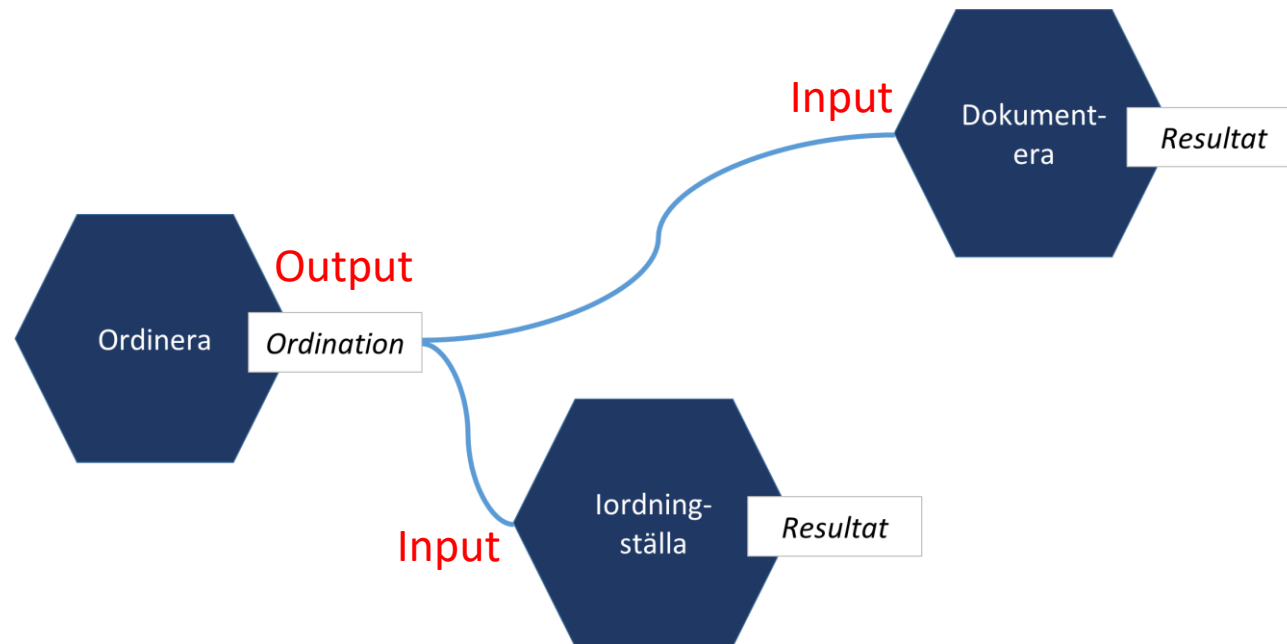 Input
Dokument-
era
Resultat
Output
Ordinera
Ordination
Iordning-
ställa
Resultat
Input